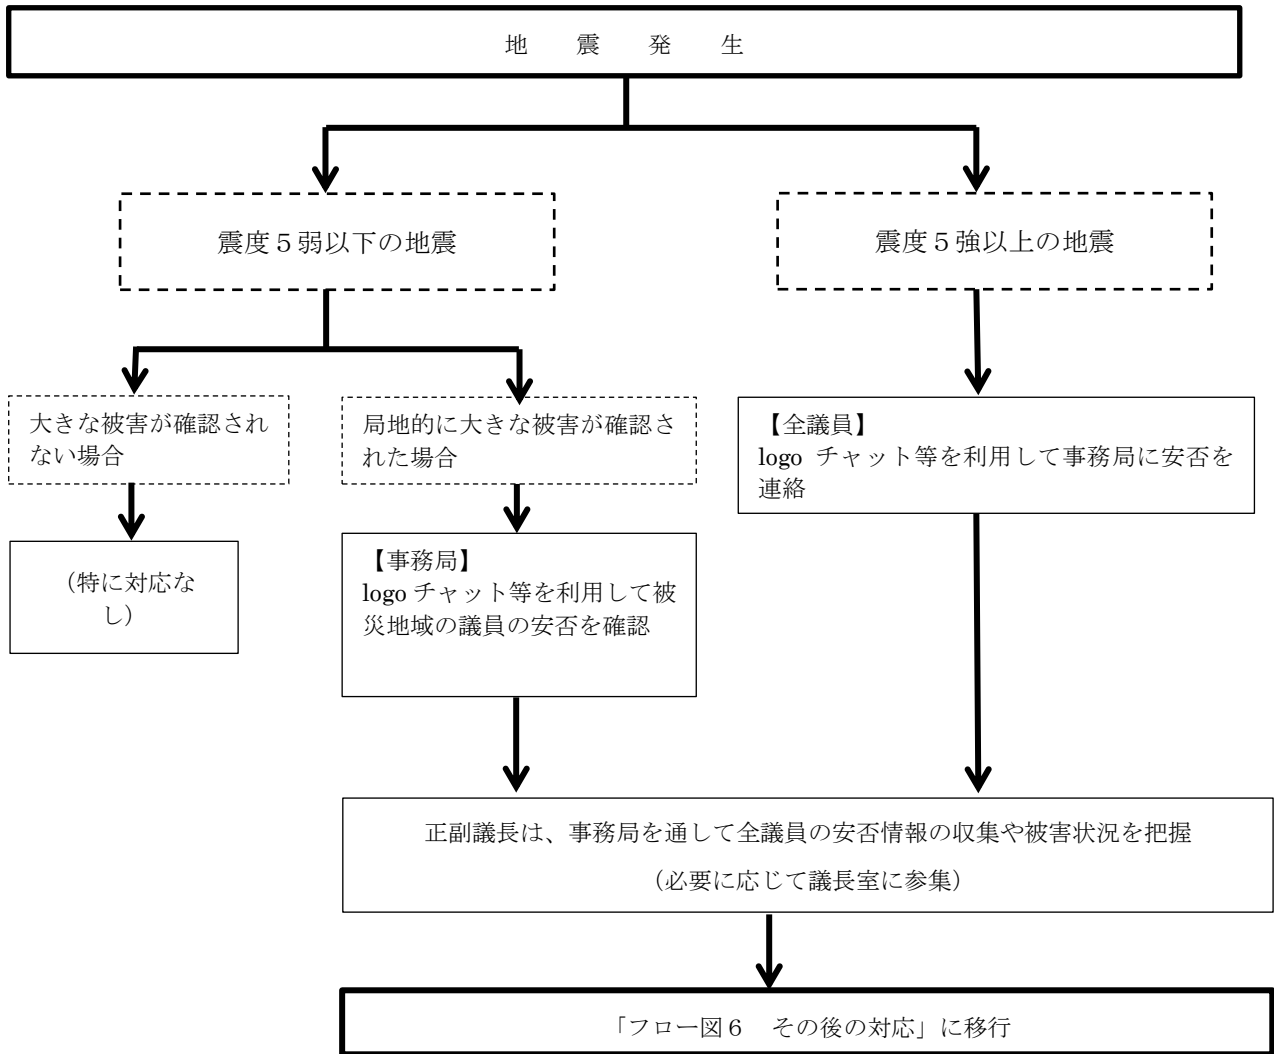 地　震　発　生
震度５弱以下の地震
震度５強以上の地震
大きな被害が確認され
ない場合
局地的に大きな被害が確認さ
れた場合
【全議員】
logo チャット等を利用して事務局に安否を
連絡
（特に対応な
し）
【事務局】
logo チャット等を利用して被
災地域の議員の安否を確認
正副議長は、事務局を通して全議員の安否情報の収集や被害状況を把握
（必要に応じて議長室に参集）
「フロー図６　その後の対応」に移行